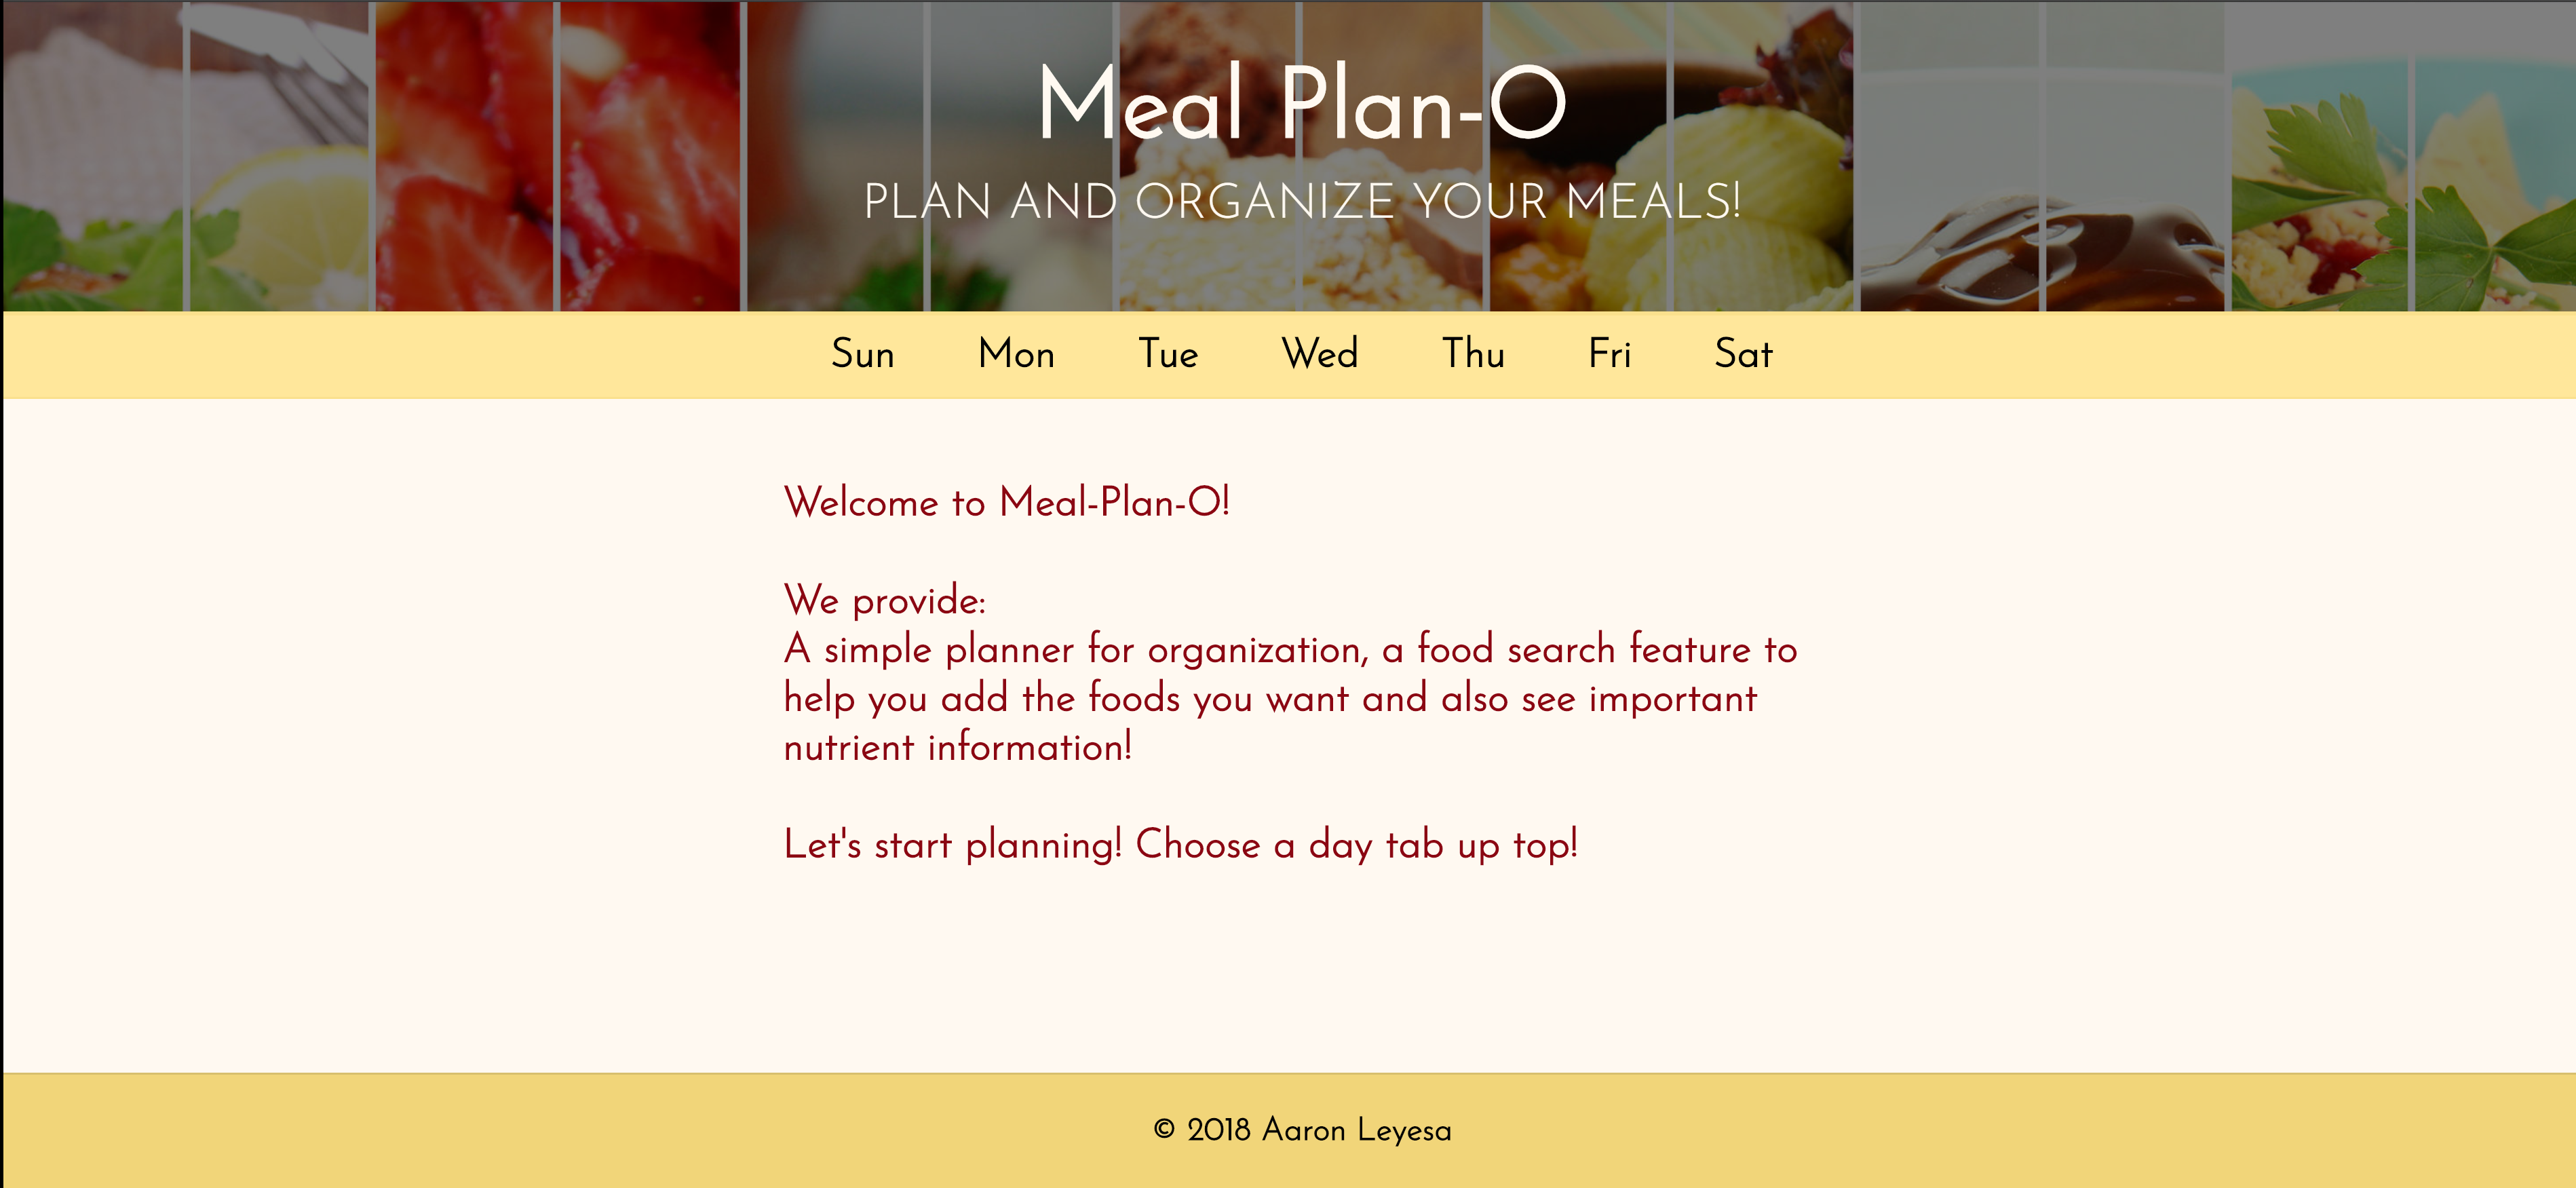 Meal Plan-O
PLAN AND ORGANIZE YOUR MEALS!
Sun Mon Tue Wed Thu Fri Sat
Welcome to Meal-Plan-O!
We provide:
A simple planner for organization, a food search feature to
help you add the foods you want and also see important
nutrient information!
Let's start planning! Choose a day tab up top!
© 2018 Aaron Leyesa